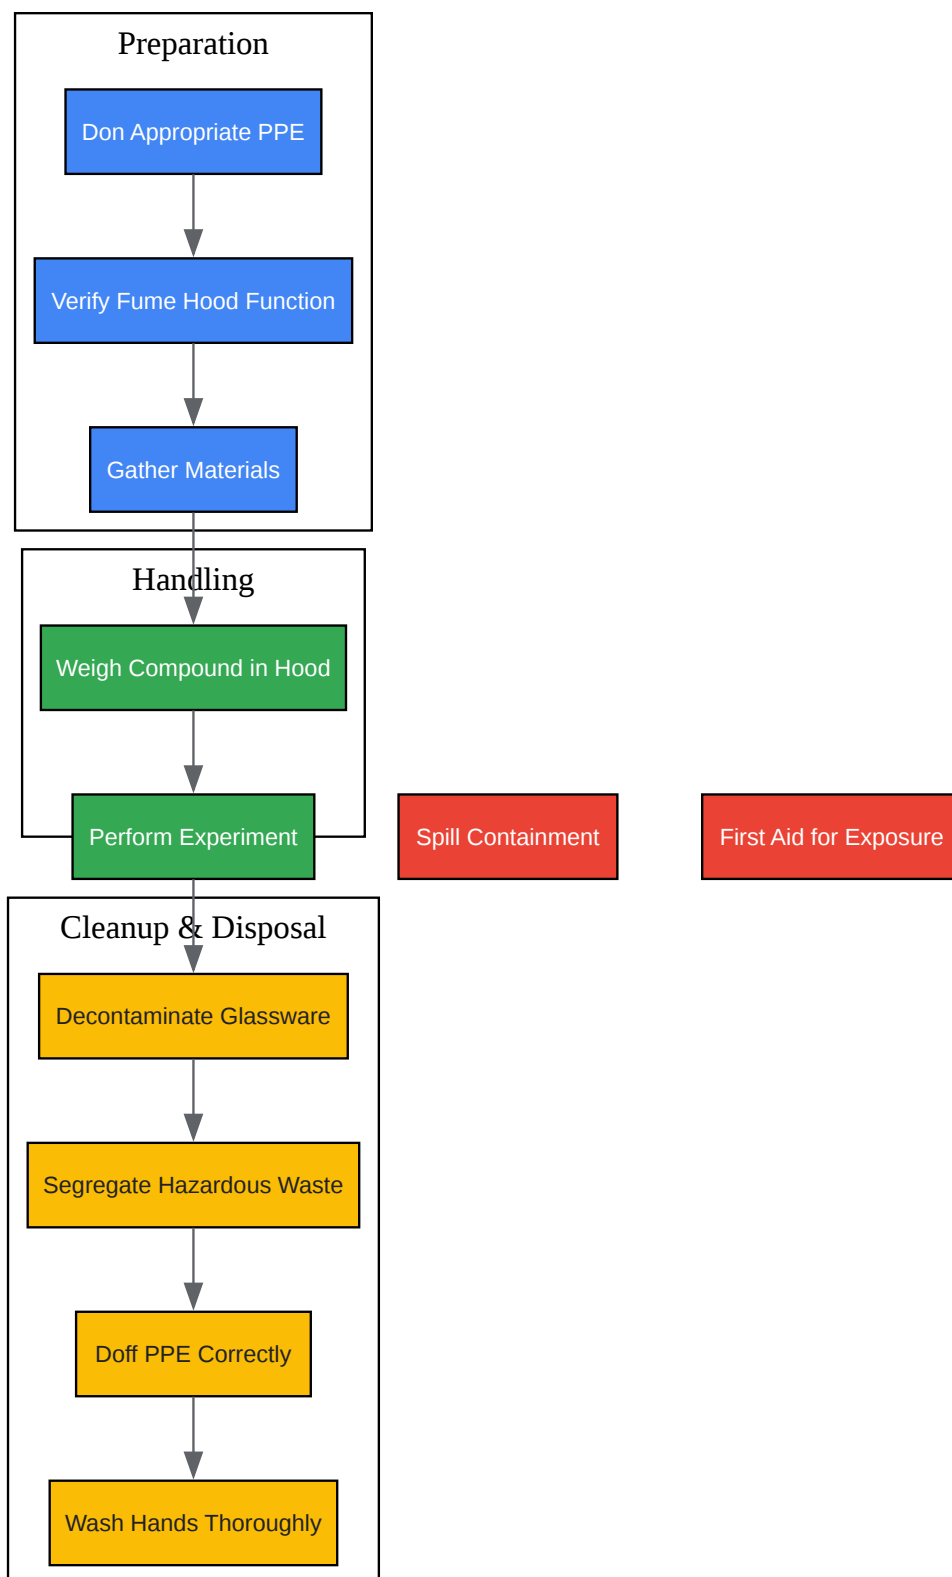 Preparation
Don Appropriate PPE
Verify Fume Hood Function
Gather Materials
Handling
Weigh Compound in Hood
Perform Experiment
Spill Containment
First Aid for Exposure
Cleanup & Disposal
Decontaminate Glassware
Segregate Hazardous Waste
Doff PPE Correctly
Wash Hands Thoroughly